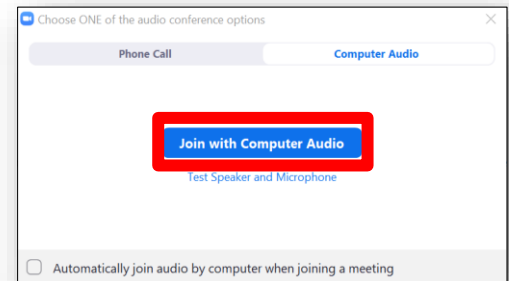 Choose ONE of the audio conference options
Phone Call
Computer Audio
Join with Computer Audio
Test Speaker and Microphone
Automatically join audio by computer when joining a meeting